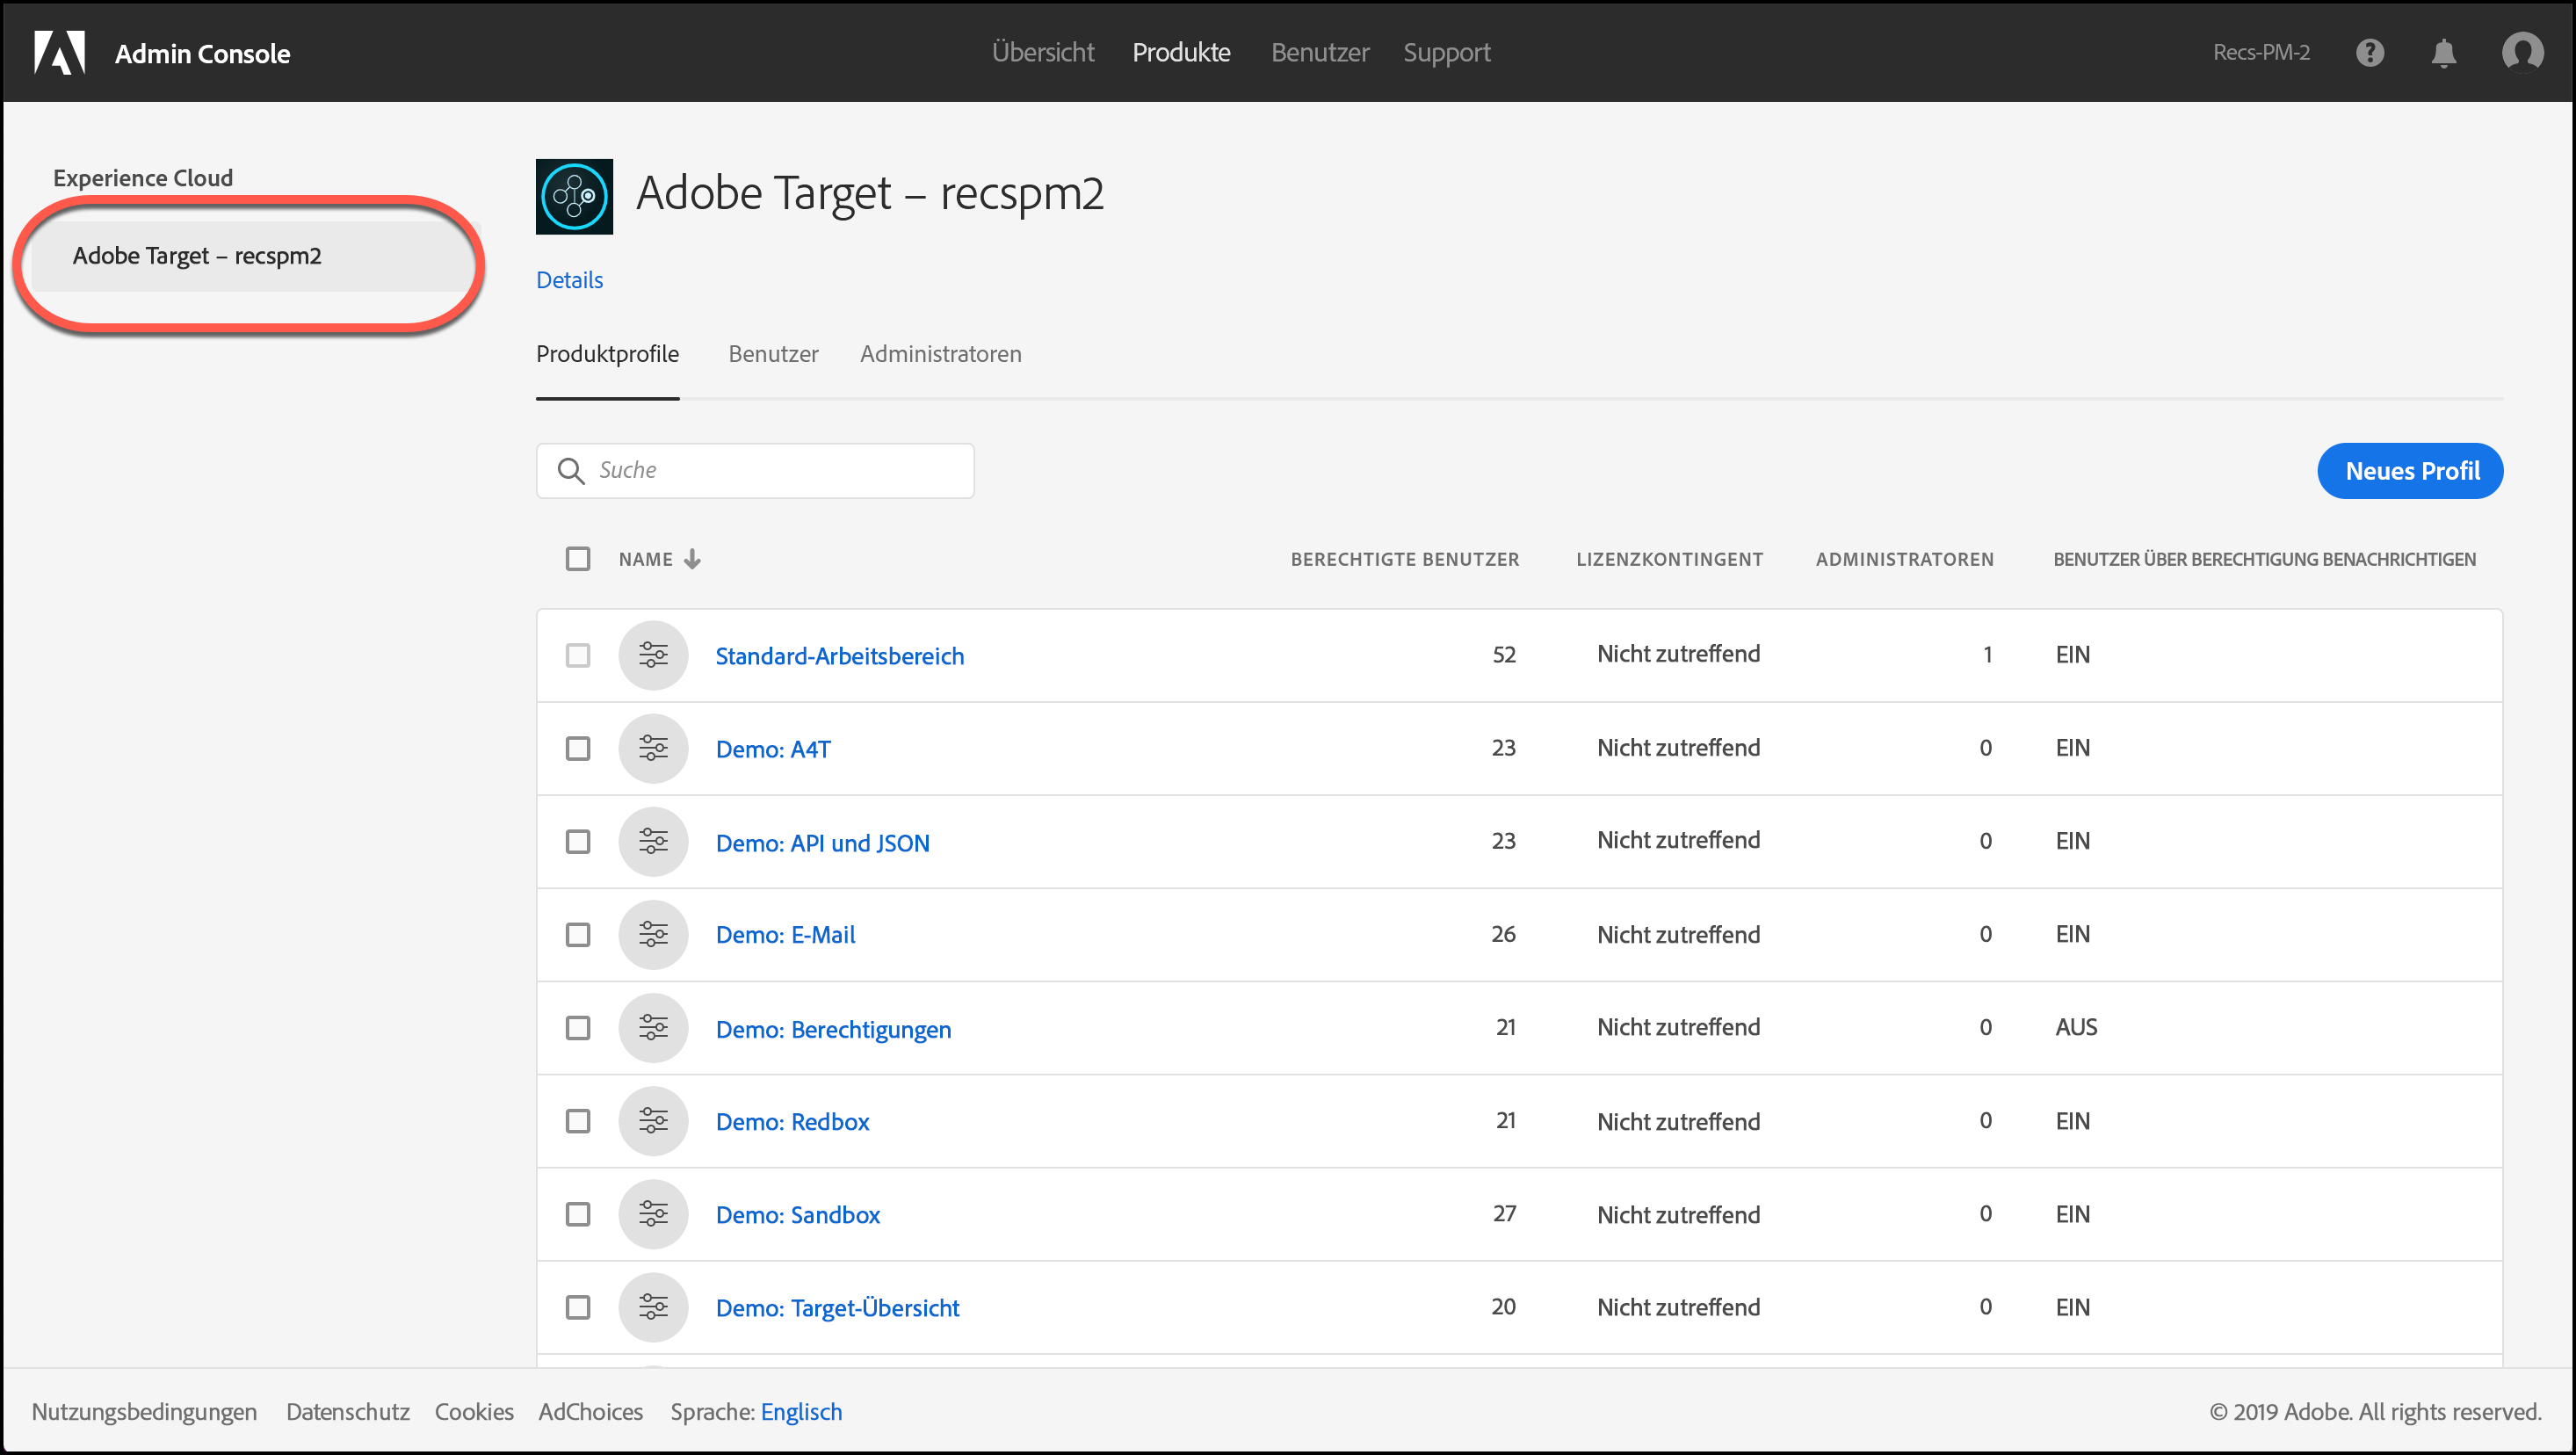 Admin Console
Übersicht Produkte Benutzer Support
Recs-PM-2
Experience Cloud
Adobe Target – recspm2
Adobe Target – recspm2
Details
Produktprofile Benutzer Administratoren
Suche
Neues Profil
NAME BERECHTIGTE BENUTZER LIZENZKONTINGENT ADMINISTRATOREN BENUTZER ÜBER BERECHTIGUNG BENACHRICHTIGEN
Standard-Arbeitsbereich 52 Nicht zutreffend 1 EIN
Demo: A4T 23 Nicht zutreffend 0 EIN
Demo: API und JSON 23 Nicht zutreffend 0 EIN
Demo: E-Mail 26 Nicht zutreffend 0 EIN
Demo: Berechtigungen 21 Nicht zutreffend 0 AUS
Demo: Redbox 21 Nicht zutreffend 0 EIN
Demo: Sandbox 27 Nicht zutreffend 0 EIN
Demo: Target-Übersicht 20 Nicht zutreffend 0 EIN
Nutzungsbedingungen Datenschutz Cookies AdChoices Sprache: Englisch
© 2019 Adobe. All rights reserved.